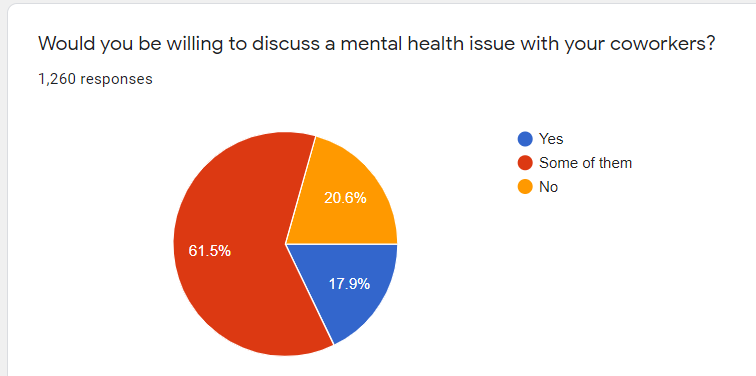 Would you be willing to discuss a mental health issue with your coworkers?
1,260 responses
Yes
Some of them
No
20.6%
61.5%
17.9%